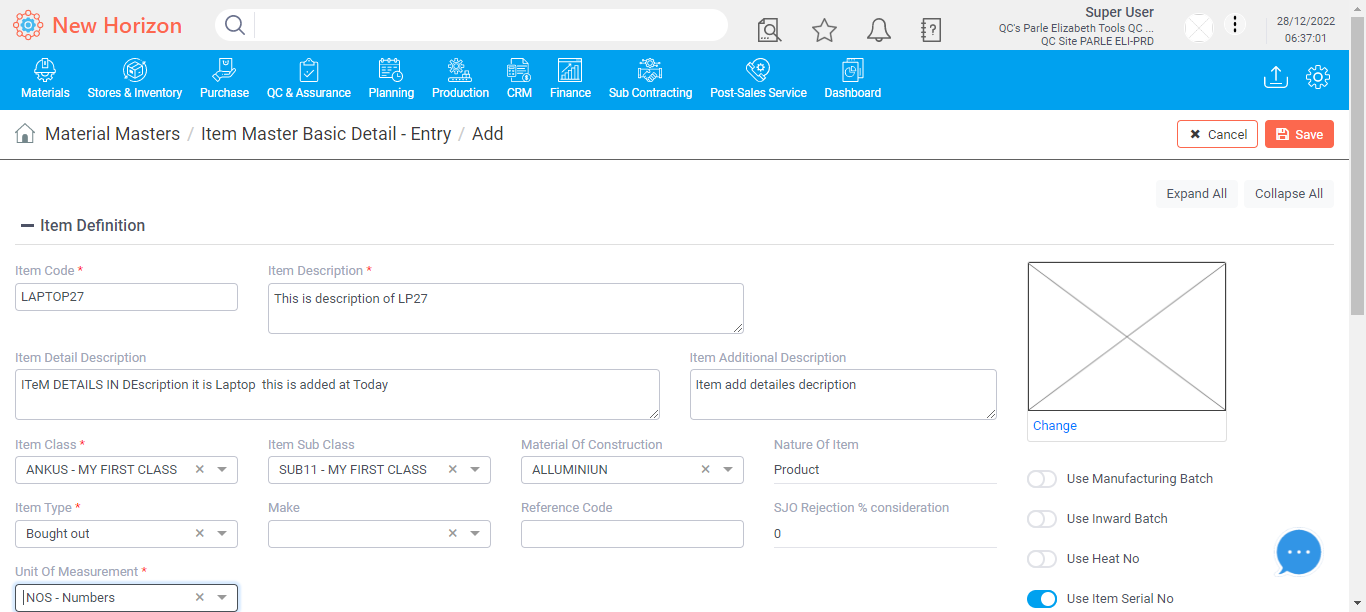 New Horizon
Super User
QC's Parle Elizabeth Tools QC ...
QC Site PARLE ELI-PRD
28/12/2022
06:37:01
Materials Stores & Inventory Purchase QC & Assurance Planning Production CRM Finance Sub Contracting Post-Sales Service Dashboard
Material Masters / Item Master Basic Detail - Entry / Add
Cancel Save
Expand All Collapse All
Item Definition
Item Code * Item Description *
LAPTOP27 This is description of LP27
Item Detail Description Item Additional Description
ITeM DETAILS IN DEscription it is Laptop this is added at Today Item add detailes decription
Change
Item Class * Item Sub Class Material Of Construction Nature Of Item
ANKUS - MY FIRST CLASS SUB11 - MY FIRST CLASS ALLUMINIUN Product
Use Manufacturing Batch
Item Type * Make Reference Code SJO Rejection % consideration
Use Inward Batch
Bought out 0
Use Heat No
Unit Of Measurement *
NOS - Numbers
Use Item Serial No